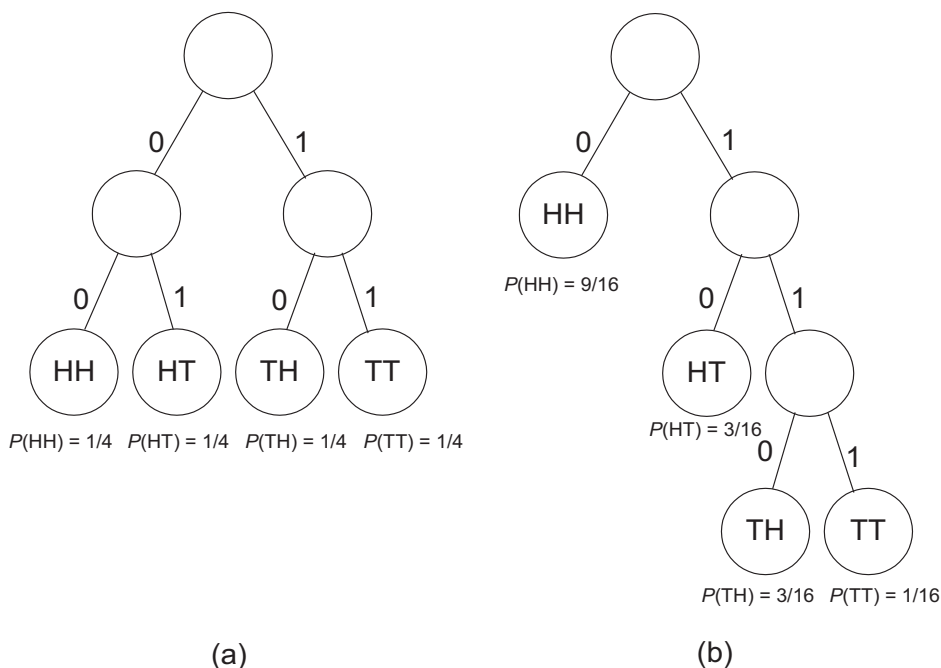 0
1
0
1
0
1
HH
HT
TH
TT
P(HH) = 1/4
P(HT) = 1/4
P(TH) = 1/4
P(TT) = 1/4
(a)
0
1
HH
P(HH) = 9/16
0
1
HT
P(HT) = 3/16
0
1
TH
TT
P(TH) = 3/16
P(TT) = 1/16
(b)